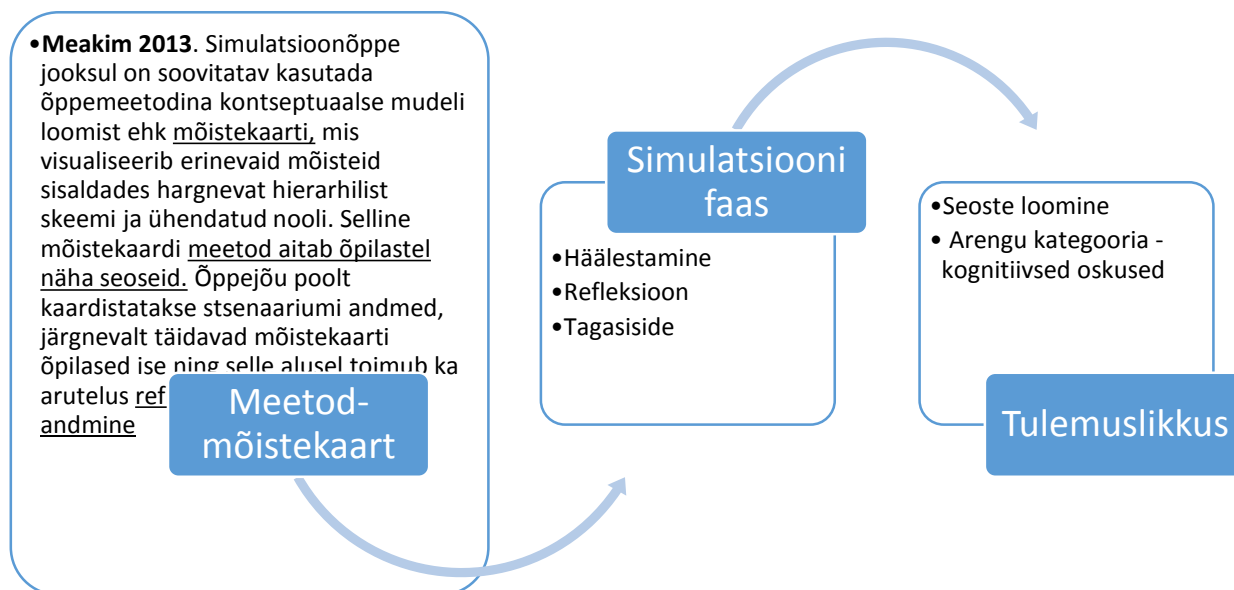 •Meakim 2013. Simulatsioonõppe
jooksul on soovitatav kasutada
õppemeetodina kontseptuaalse mudeli
loomist ehk mõistekaarti, mis
visualiseerib erinevaid mõisteid
sisaldades hargnevat hierarhilist
skeemi ja ühendatud nooli. Selline
mõistekaardi meetod aitab õpilastel
näha seoseid. Õppejõu poolt
kaardistatakse stsenaariumi andmed,
järgnevalt täidavad mõistekaarti
õpilased ise ning selle alusel toimub ka
arutelus
andmine
Meetod-
mõistekaart
Simulatsiooni
faas
•Häälestamine
•Refleksioon
•Tagasiside
•Seoste loomine
• Arengu kategooria -
kognitiivsed oskused
Tulemuslikkus